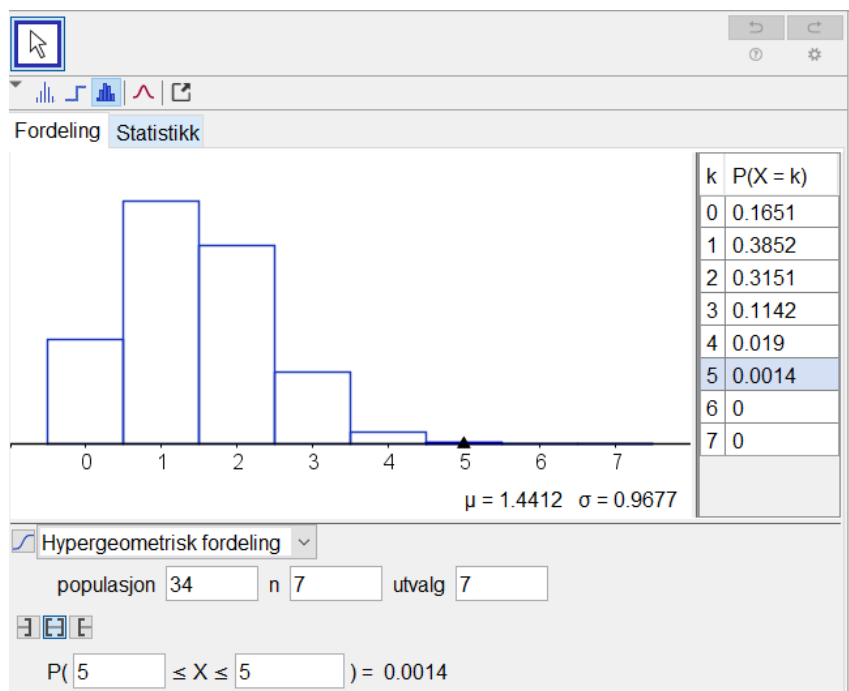 Fordeling Statistikk
k P(X = k)
0 0.1651
1 0.3852
2 0.3151
3 0.1142
4 0.019
5 0.0014
6 0
7 0
0 1 2 3 4 5 6 7
μ = 1.4412 σ = 0.9677
Hypergeometrisk fordeling
populasjon 34 n 7 utvalg 7
P( 5 ≤ X ≤ 5 ) = 0.0014